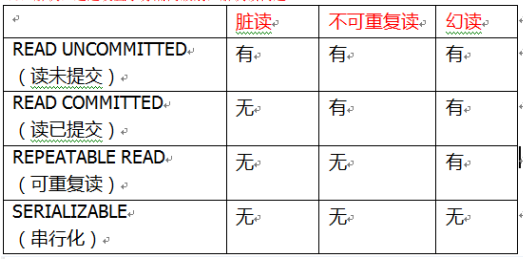 脏读 不可重复读 幻读
READ UNCOMMITTED 有 有 有
（读未提交）
READ COMMITTED 无 有 有
（读已提交）
REPEATABLE READ 无 无 有
（可重复读）
SERIALIZABLE 无 无 无
（串行化）